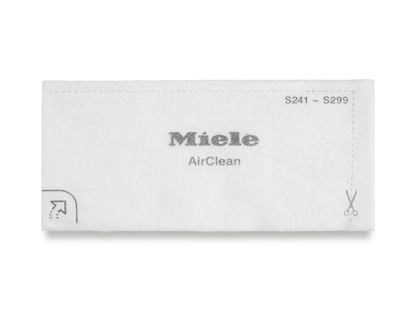 S241 – S299
Miele
AirClean